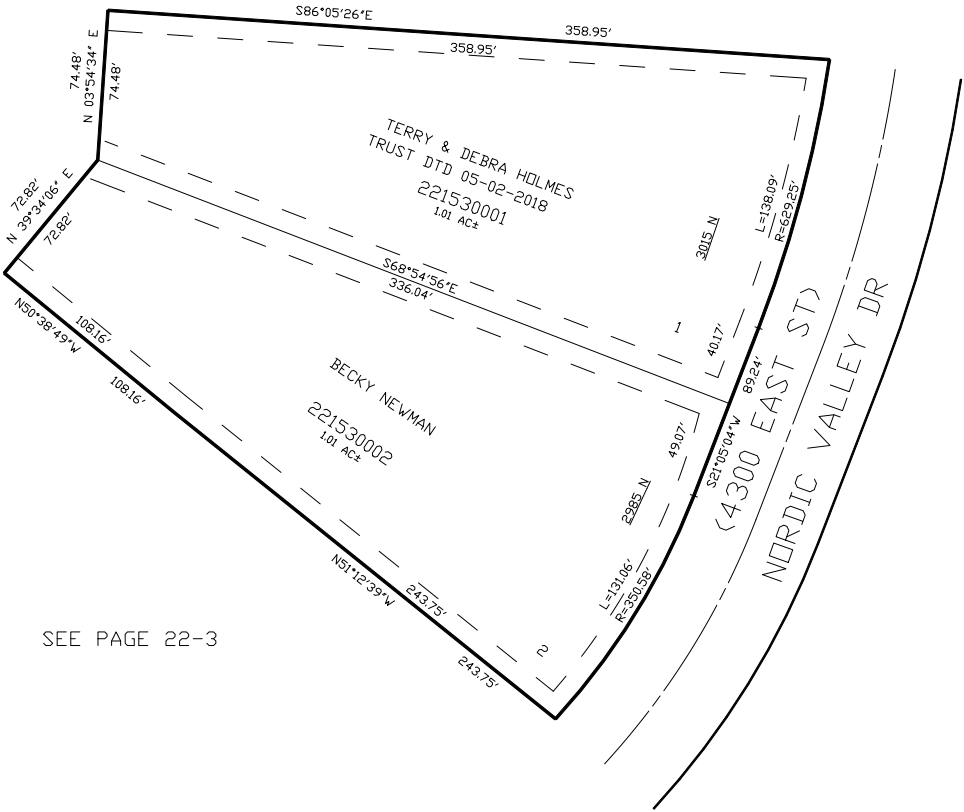 S86°05'26"E
358.95'
358.95'
74.48'
N 03°54'34" E
74.48'
TERRY & DEBRA HOLMES
TRUST DTD 05-02-2018
221530001
1.01 AC±
L=138.09'
R=629.25'
3015 N
72.82'
N 39°34'06" E
72.82'
S68°54'56"E
336.04'
1
40.17'
89.24'
S21°05'04"W
(4300 EAST ST)
NORDIC VALLEY DR
N50°38'49"W
108.16'
108.16'
BECKY NEWMAN
221530002
1.01 AC±
49.07'
2985 N
L=131.06'
R=350.58'
N51°12'39"W
243.75'
243.75'
2
SEE PAGE 22-3